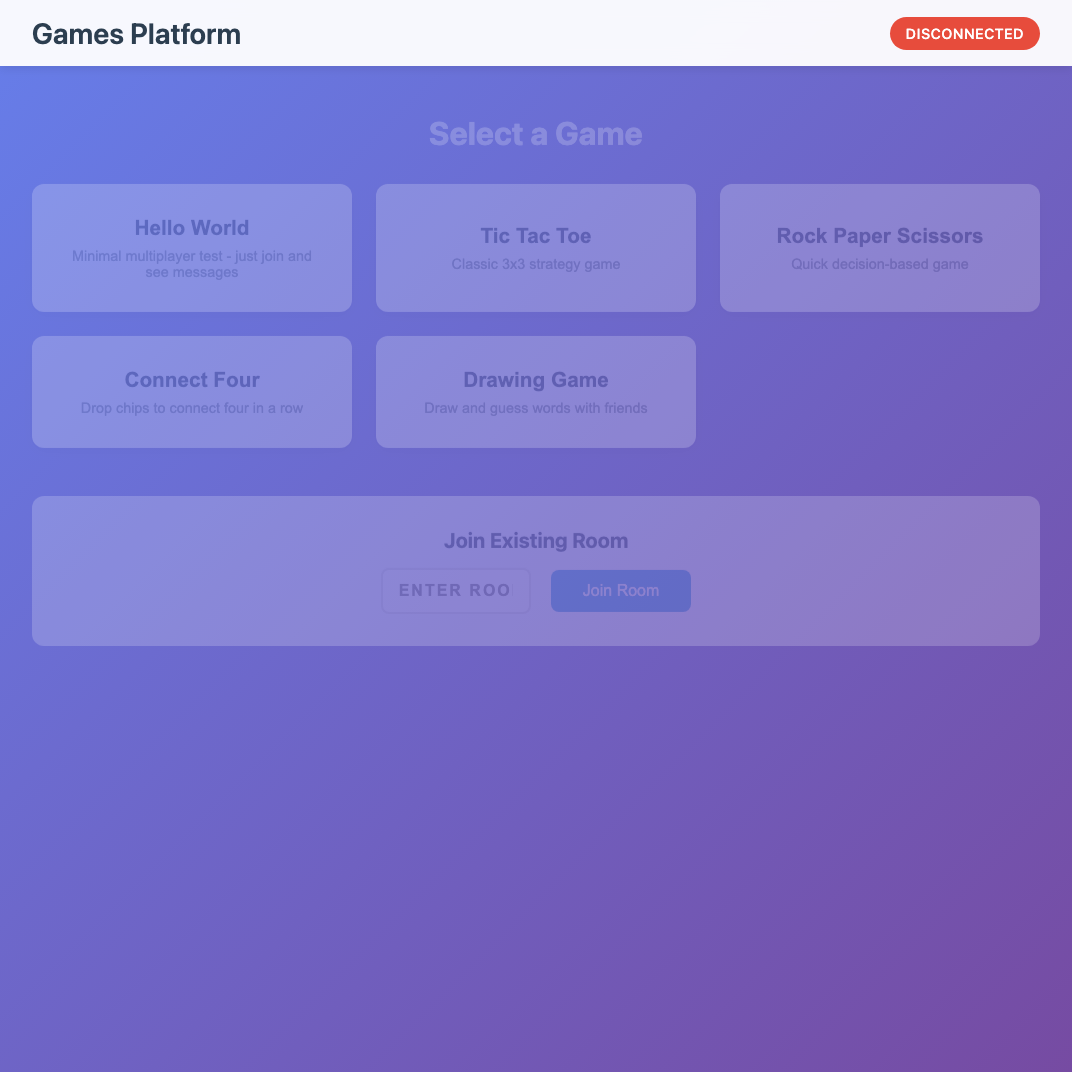 Games Platform
DISCONNECTED
Select a Game
Hello World
Minimal multiplayer test - just join and
see messages
Tic Tac Toe
Classic 3x3 strategy game
Rock Paper Scissors
Quick decision-based game
Connect Four
Drop chips to connect four in a row
Drawing Game
Draw and guess words with friends
Join Existing Room
ENTER ROO
Join Room